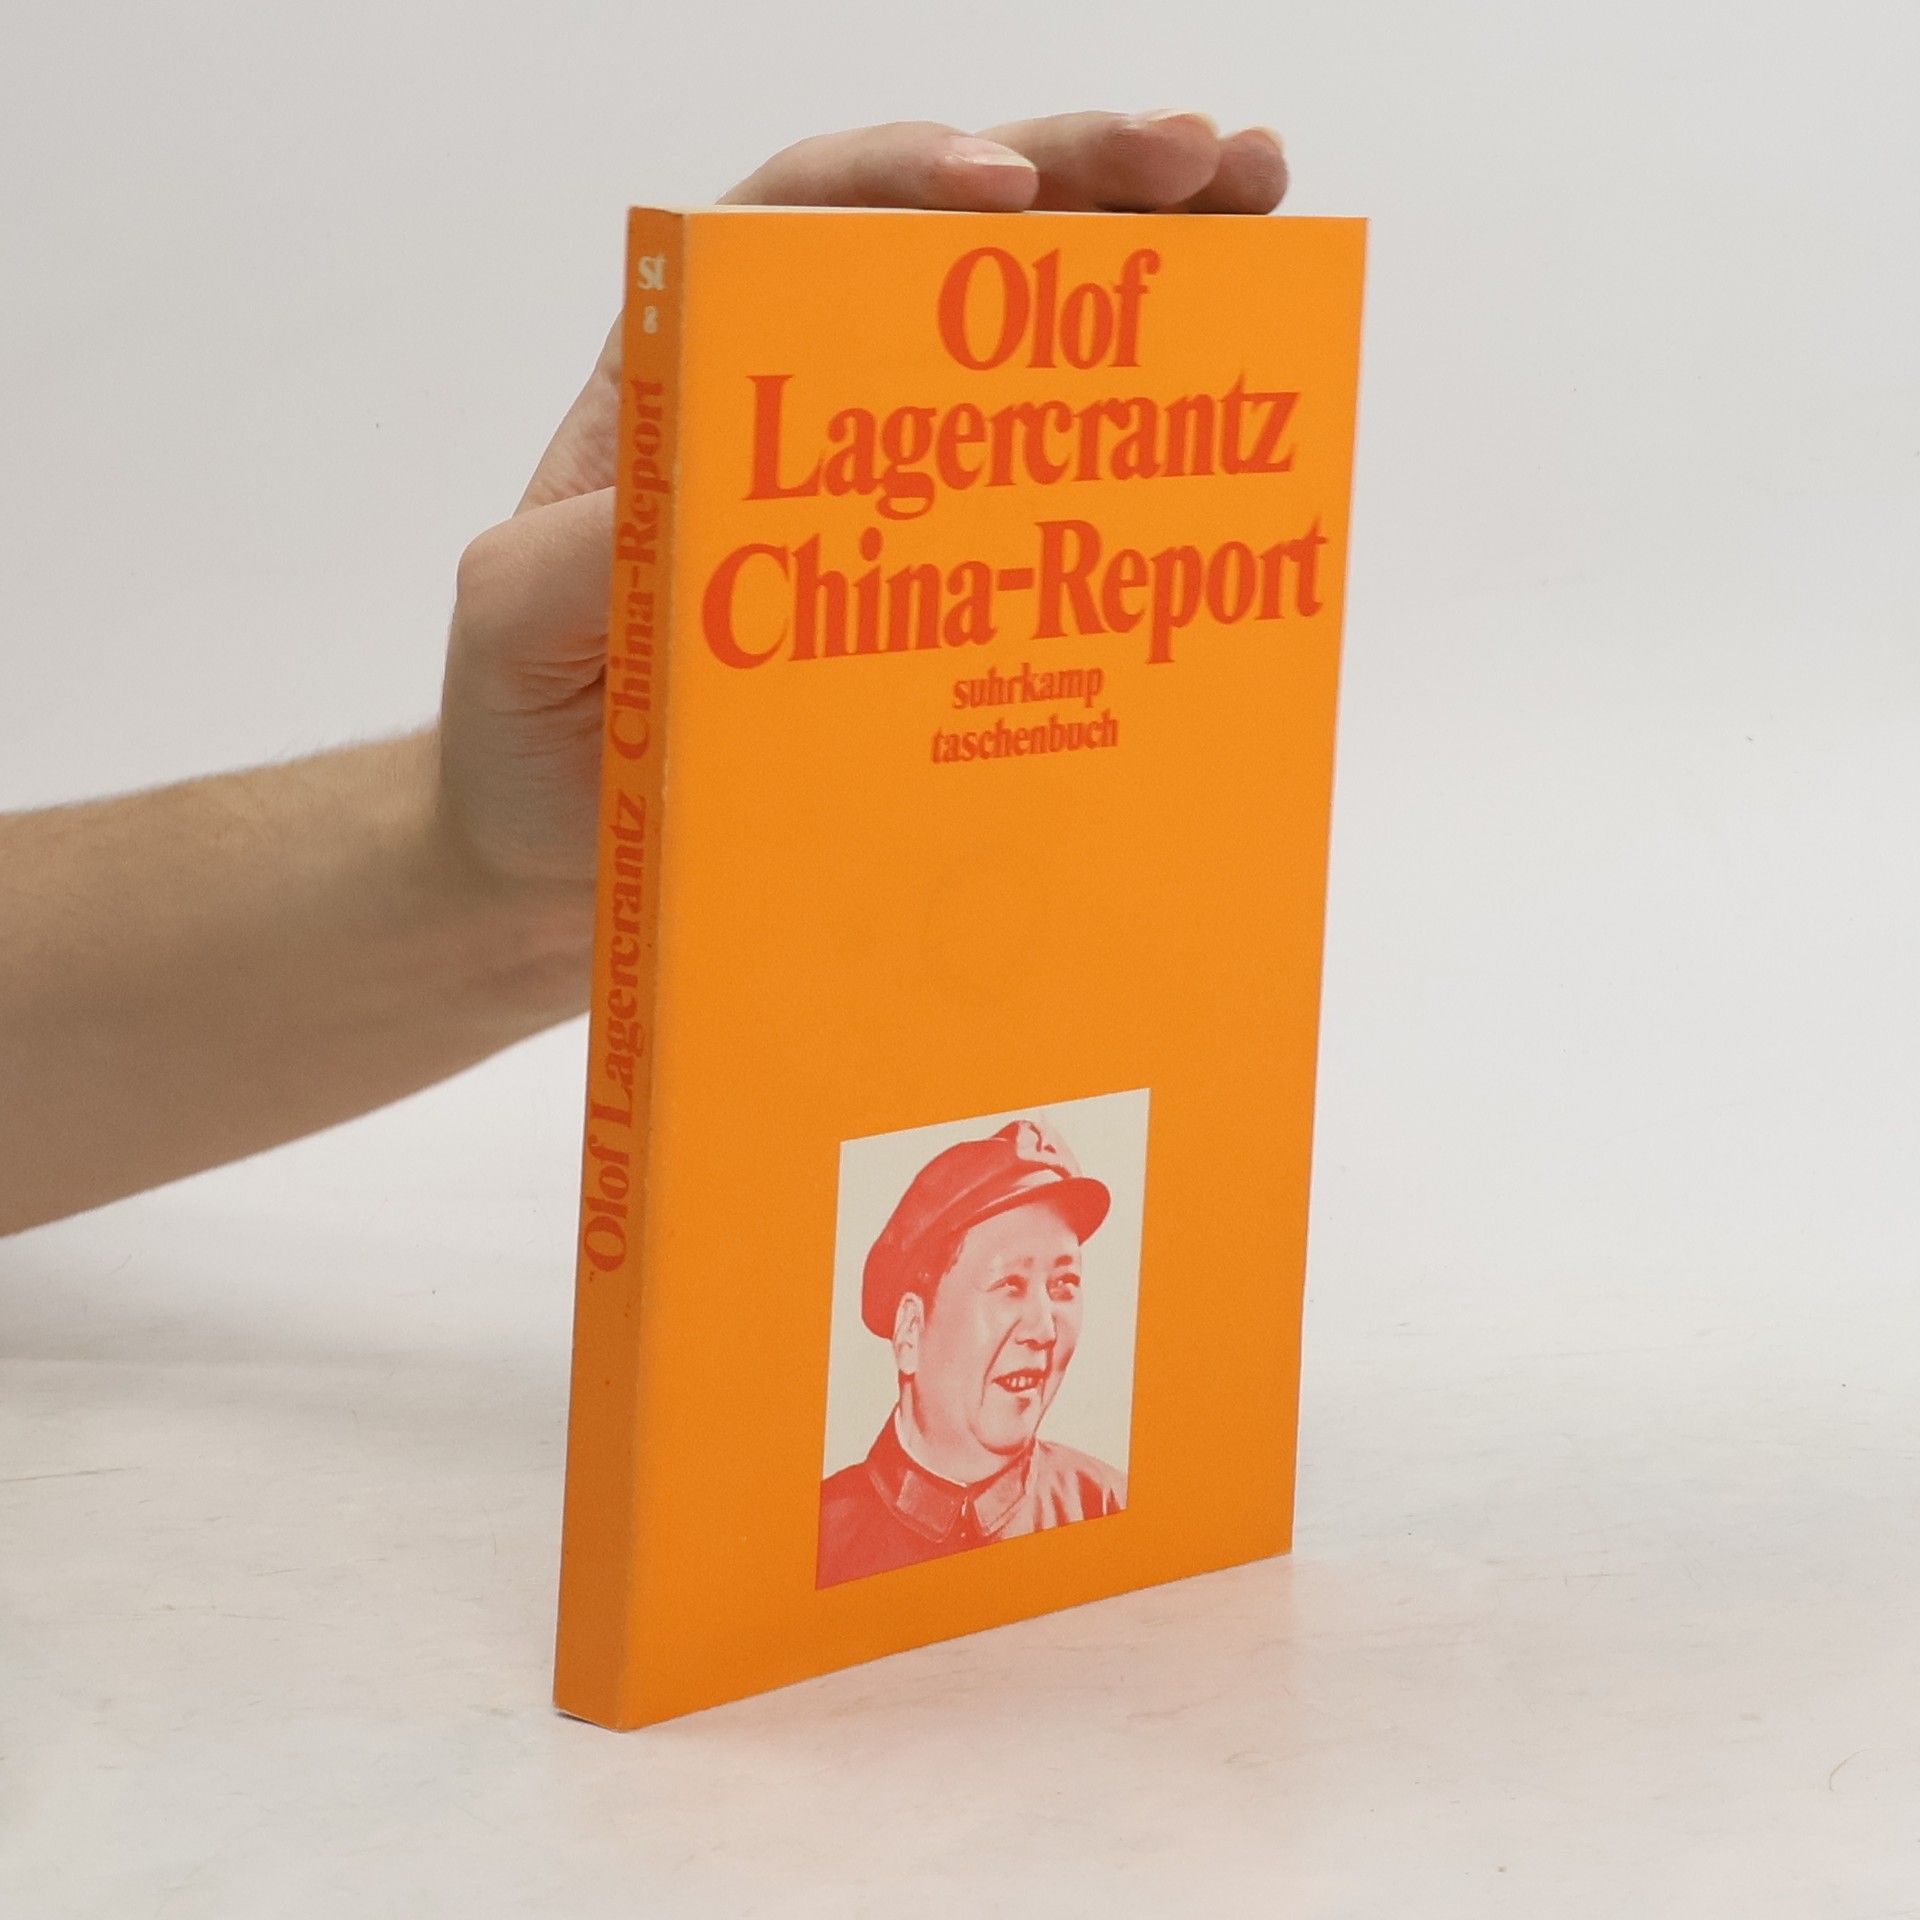 Olof
Lagercrantz
China-Report
suhrkamp
taschenbuch
st
8
Olof Lagercrantz China-Report